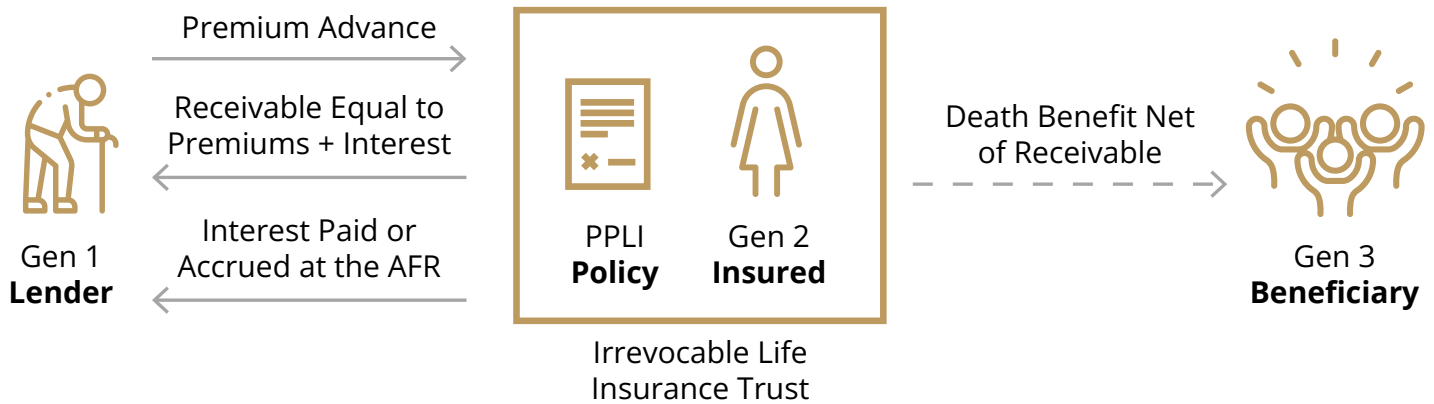 Premium Advance
Receivable Equal to
Premiums + Interest
Interest Paid or
Accrued at the AFR
Gen 1
Lender
PPLI
Policy
Gen 2
Insured
Irrevocable Life
Insurance Trust
Death Benefit Net
of Receivable
Gen 3
Beneficiary